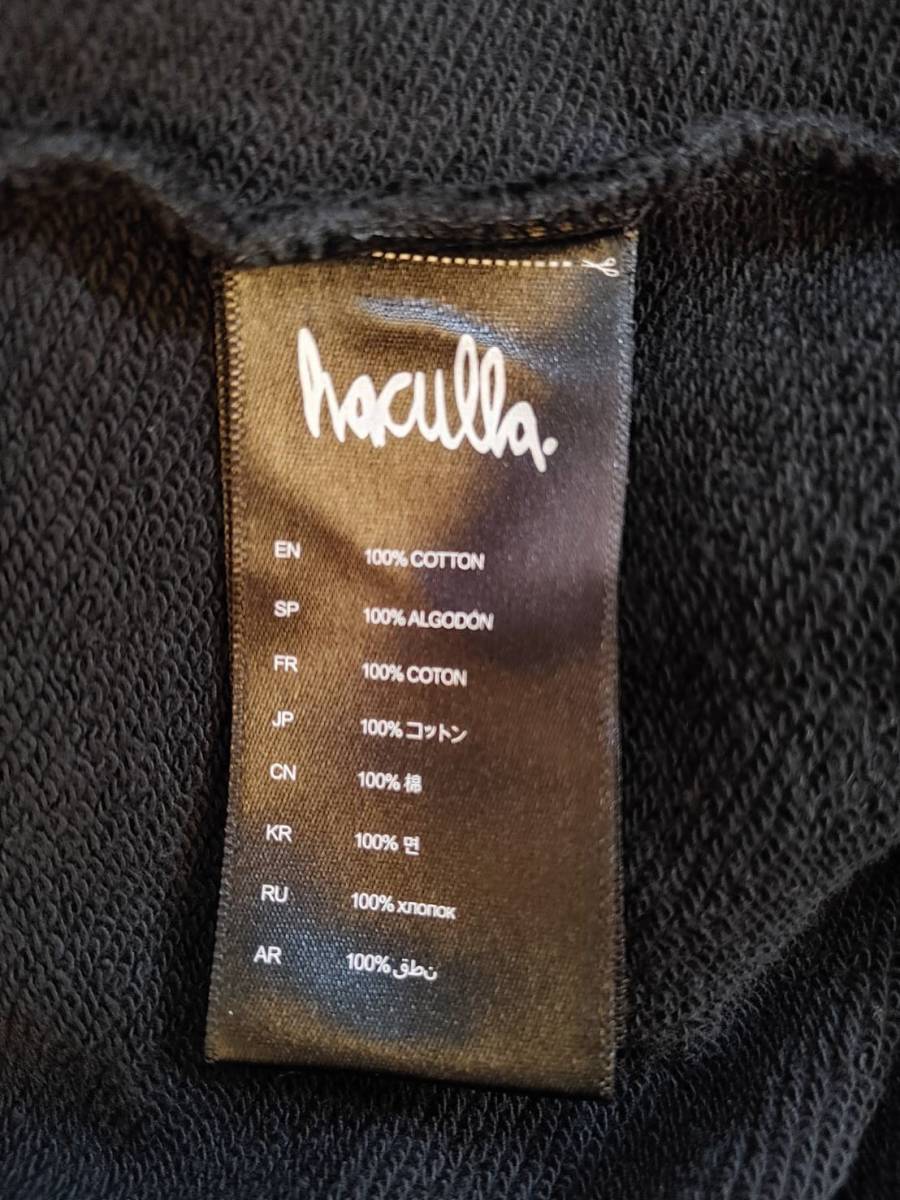 haculla.
EN 100% COTTON
SP 100% ALGODÓN
FR 100% COTON
JP 100% コットン
CN 100% 棉
KR 100% 면
RU 100% хлопок
AR 100% قطن